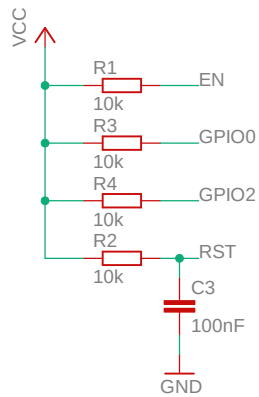 VCC
R1
EN
10k
R3
GPIO0
10k
R4
GPIO2
10k
R2
RST
10k
C3
100nF
GND